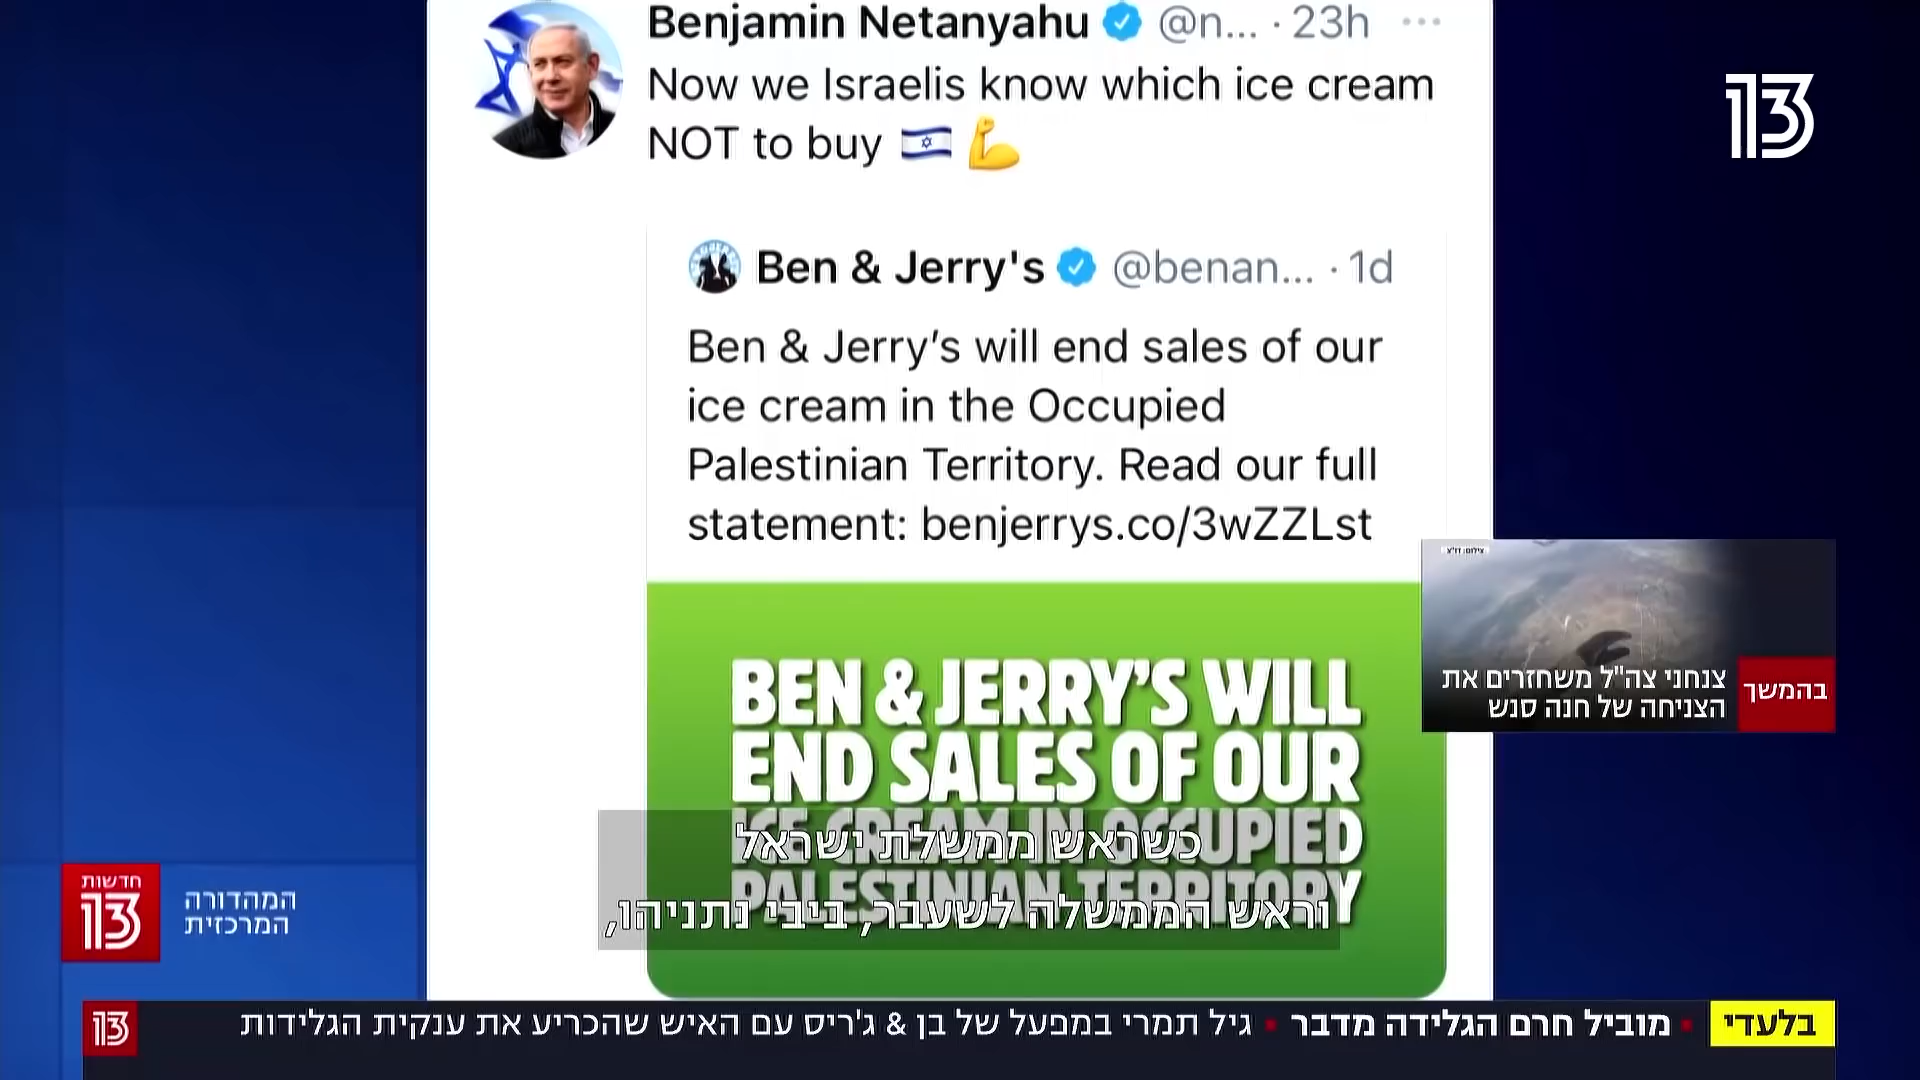 Benjamin Netanyahu @n... · 23h ...
Now we Israelis know which ice cream
NOT to buy 🇮🇱 💪
13
Ben & Jerry's @benan... · 1d
Ben & Jerry’s will end sales of our
ice cream in the Occupied
Palestinian Territory. Read our full
statement: benjerrys.co/3wZZLst
צילום: דו"צ
צנחני צה"ל משחזרים את
הצניחה של חנה סנש
בהמשך
BEN & JERRY’S WILL
END SALES OF OUR
ICE CREAM IN OCCUPIED
PALESTINIAN TERRITORY
כשראש ממשלת ישראל
וראש הממשלה לשעבר, ביבי נתניהו,
חדשות
13
המהדורה
המרכזית
בלעדי
מוביל חרם הגלידה מדבר • גיל תמרי במפעל של בן & ג'ריס עם האיש שהכריע את ענקית הגלידות
13